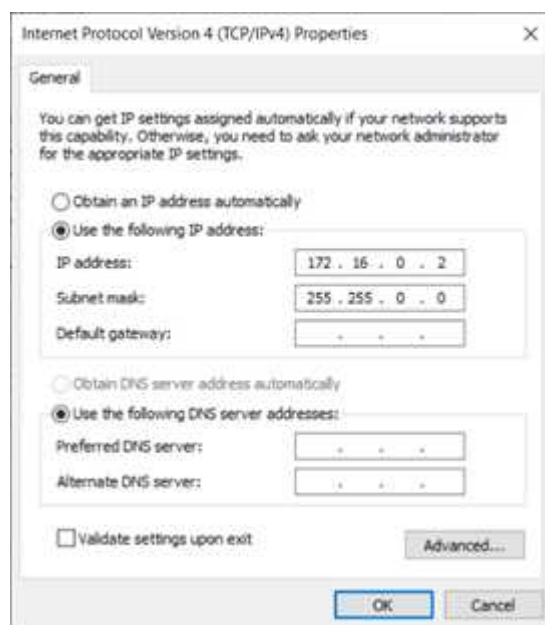 Internet Protocol Version 4 (TCP/IPv4) Properties
General
You can get IP settings assigned automatically if your network supports
this capability. Otherwise, you need to ask your network administrator
for the appropriate IP settings.
Obtain an IP address automatically
Use the following IP address:
IP address: 172 . 16 . 0 . 2
Subnet mask: 255 . 255 . 0 . 0
Default gateway: . . .
Obtain DNS server address automatically
Use the following DNS server addresses:
Preferred DNS server: . . .
Alternate DNS server: . . .
Validate settings upon exit
Advanced...
OK Cancel